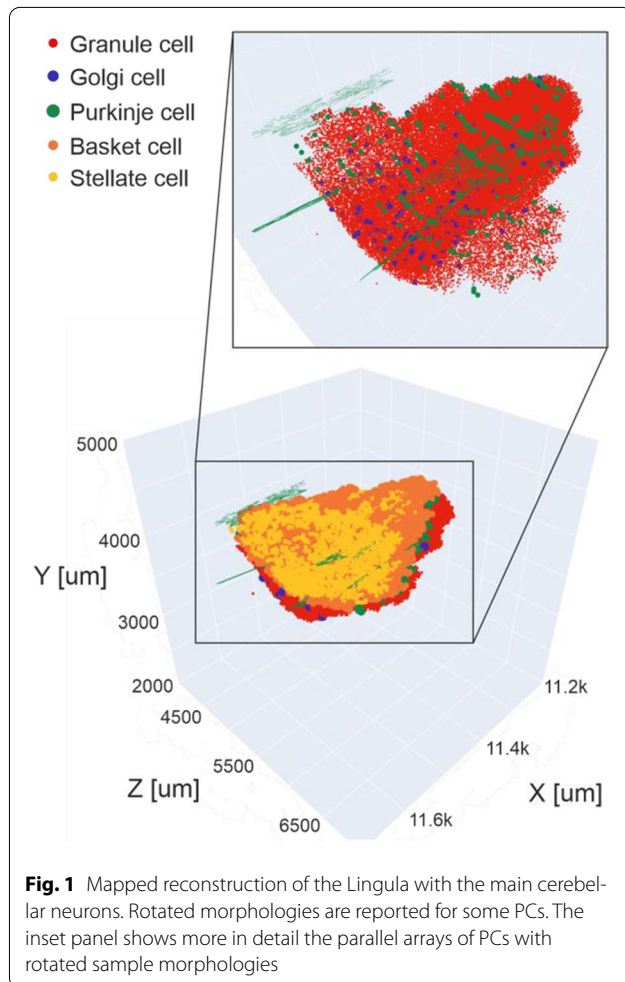 Granule cell
Golgi cell
Purkinje cell
Basket cell
Stellate cell
5000
4000
Y [um]
3000
2000
4500
11.2k
5500
11.4k
Z [um]
X [um]
6500
11.6k
Fig. 1 Mapped reconstruction of the Lingula with the main cerebel-
lar neurons. Rotated morphologies are reported for some PCs. The
inset panel shows more in detail the parallel arrays of PCs with
rotated sample morphologies